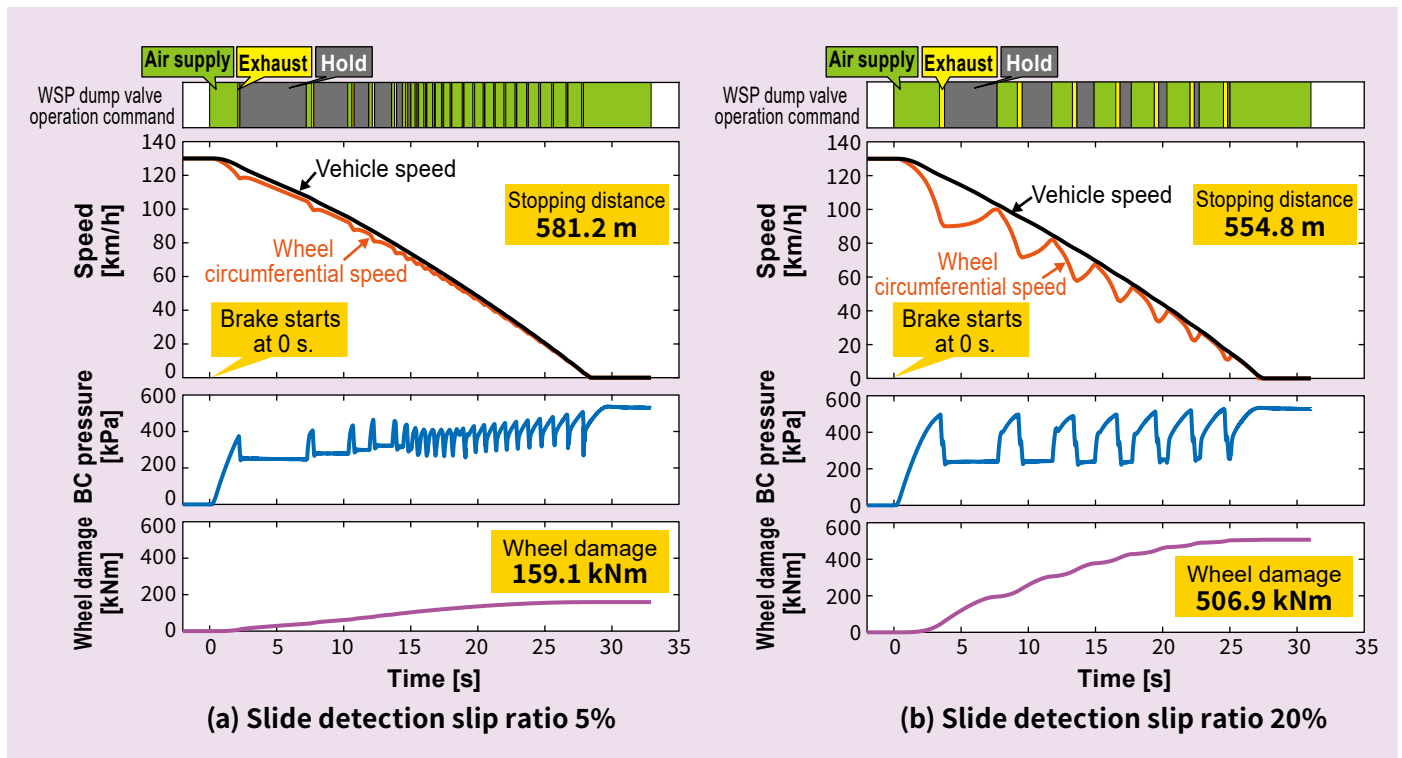 Air supply Exhaust Hold
WSP dump valve
operation command
140
120
100
80
60
40
20
0
Speed
[km/h]
Vehicle speed
Stopping distance
581.2 m
Wheel
circumferential speed
Brake starts
at 0 s.
600
400
200
0
BC pressure
[kPa]
600
400
200
0
Wheel damage
[kNm]
Wheel damage
159.1 kNm
0 5 10 15 20 25 30 35
Time [s]
(a) Slide detection slip ratio 5%
Air supply Exhaust Hold
WSP dump valve
operation command
140
120
100
80
60
40
20
0
Speed
[km/h]
Vehicle speed
Stopping distance
554.8 m
Wheel
circumferential speed
Brake starts
at 0 s.
600
400
200
0
BC pressure
[kPa]
600
400
200
0
Wheel damage
[kNm]
Wheel damage
506.9 kNm
0 5 10 15 20 25 30 35
Time [s]
(b) Slide detection slip ratio 20%